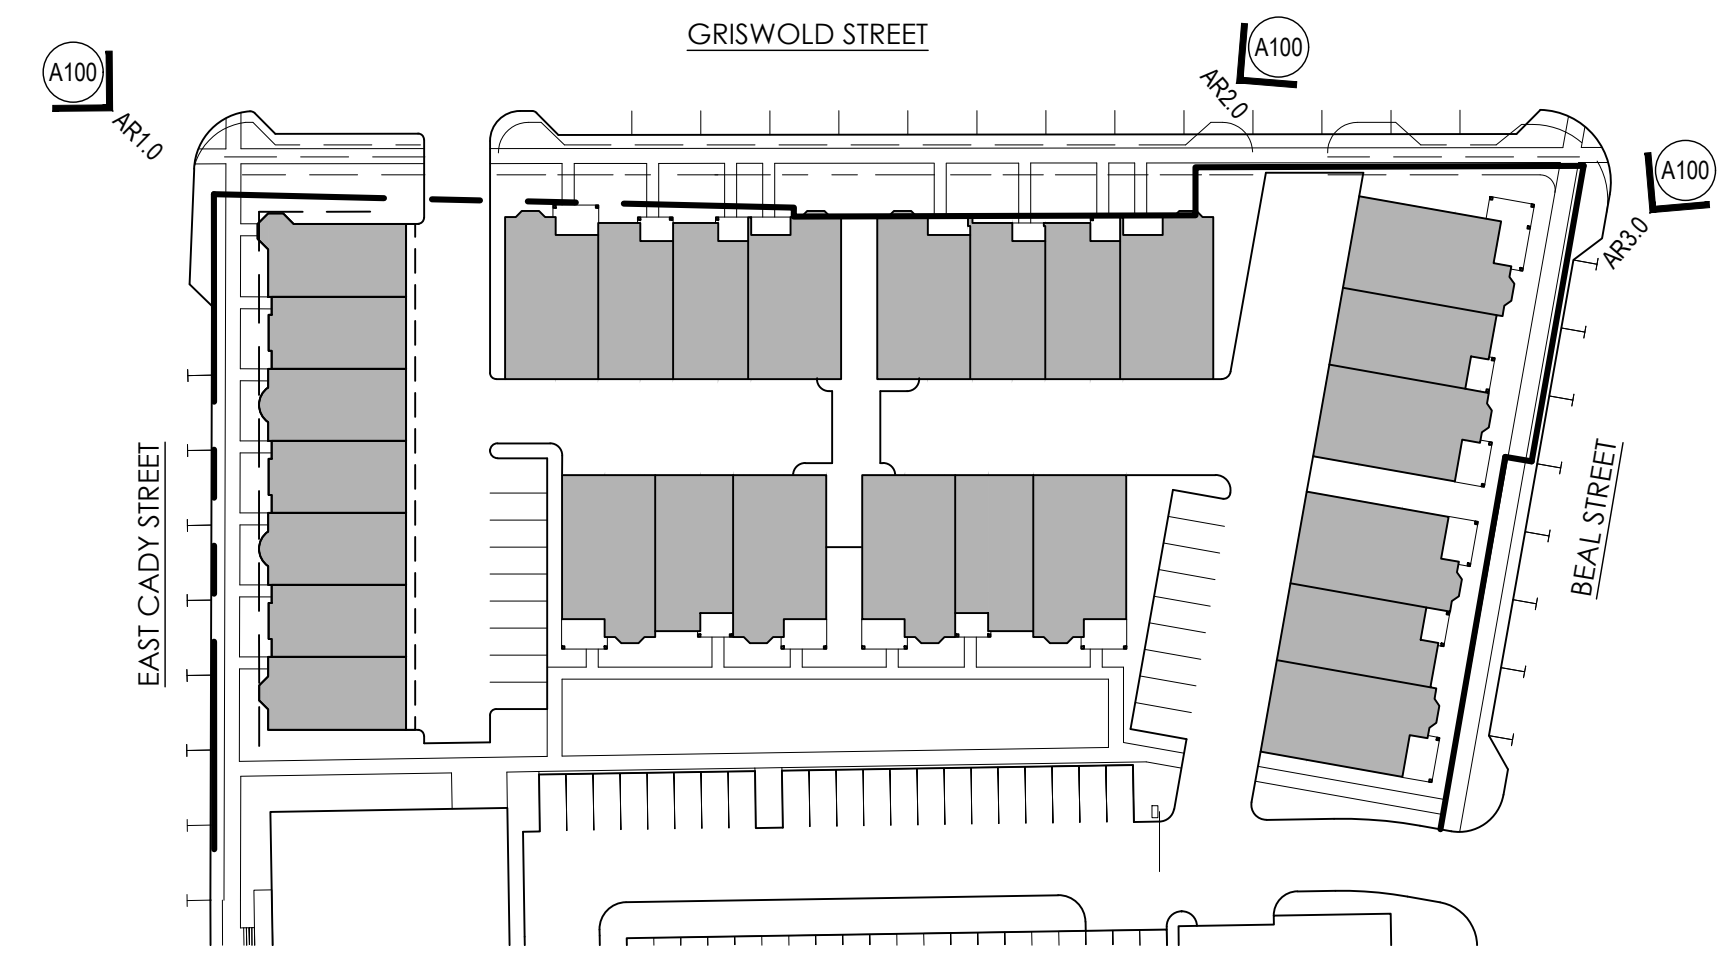 GRISWOLD STREET
A100
AR1.0
A100
AR2.0
A100
AR3.0
EAST CADY STREET
BEAL STREET